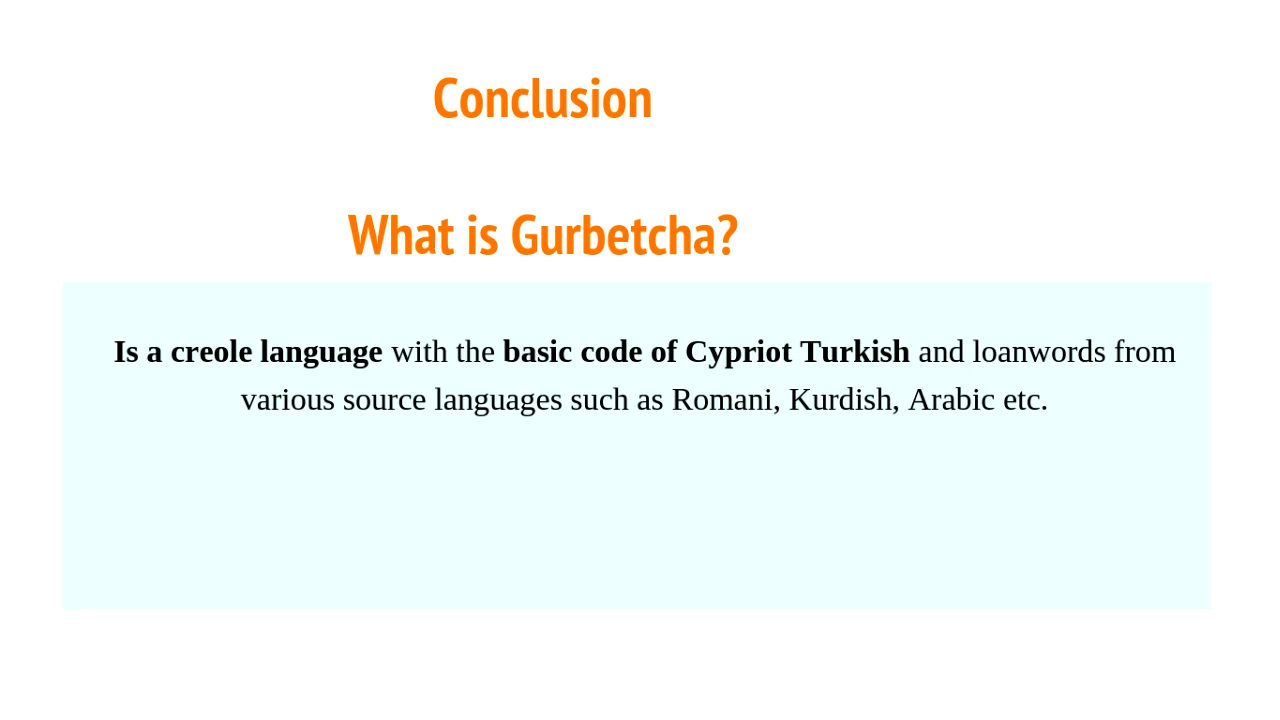 Conclusion
What is Gurbetcha?
Is a creole language with the basic code of Cypriot Turkish and loanwords from
various source languages such as Romani, Kurdish, Arabic etc.